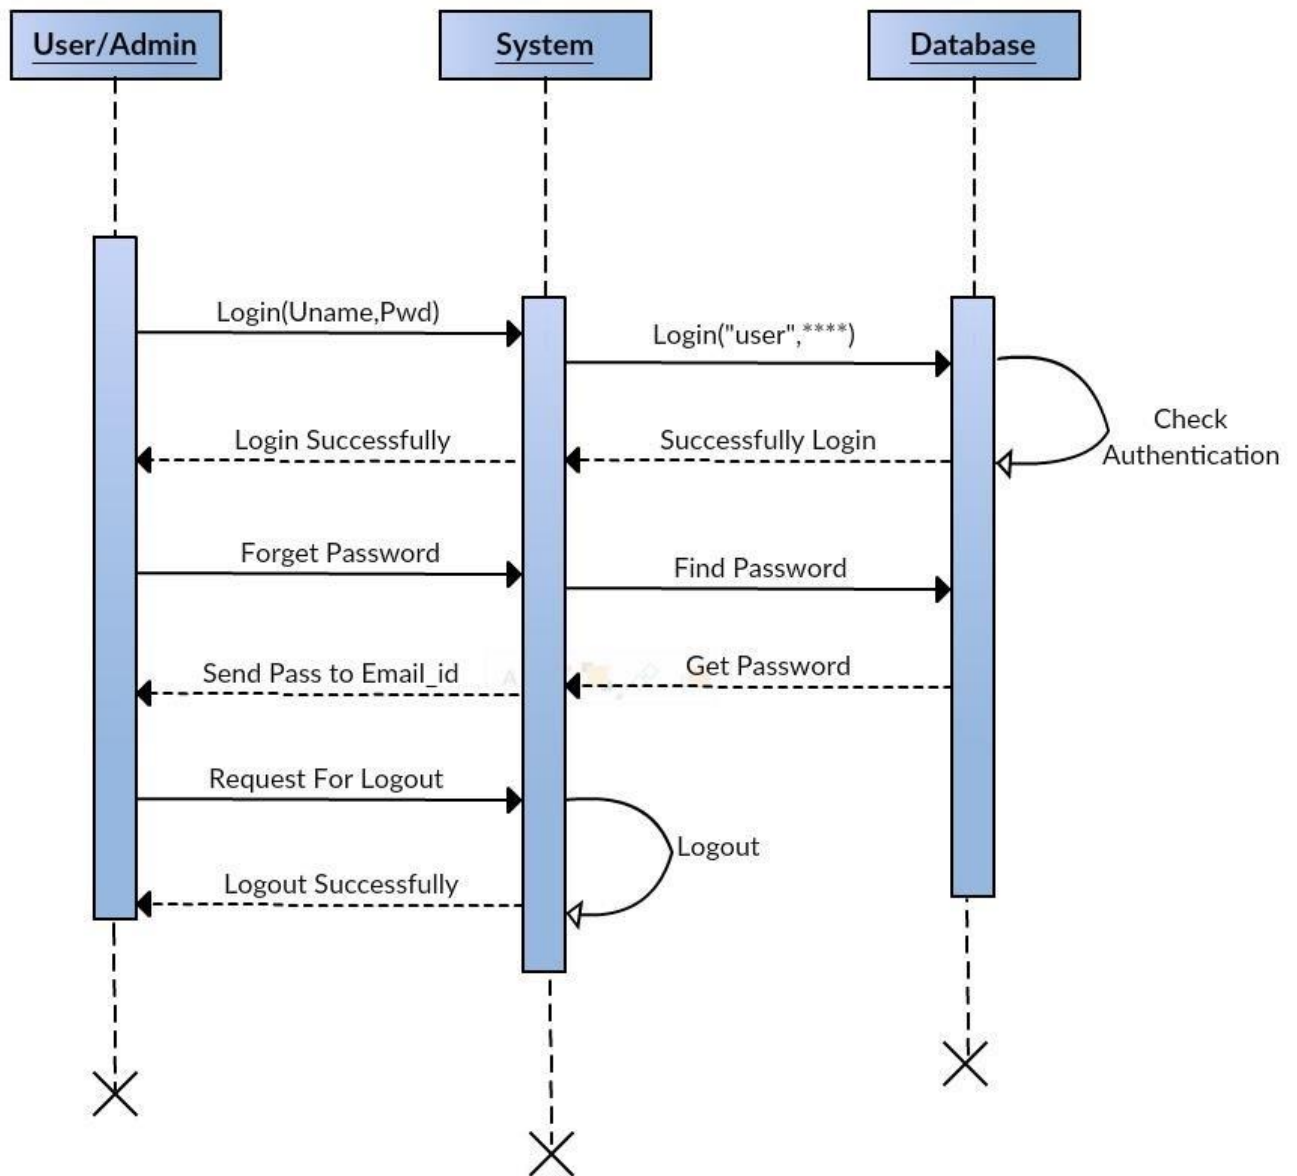 User/Admin
System
Database
Login(Uname,Pwd)
Login("user",****)
Check
Authentication
Login Successfully
Successfully Login
Forget Password
Find Password
Send Pass to Email_id
Get Password
Request For Logout
Logout
Logout Successfully